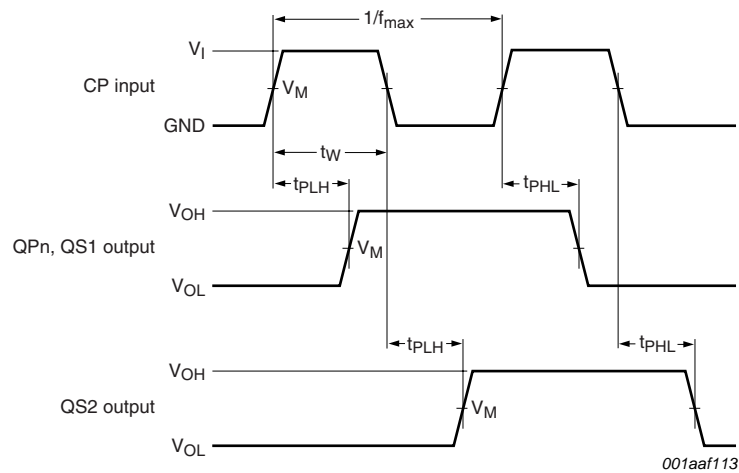 1/fmax
VI
CP input
VM
GND
tW
tPLH
tPHL
VOH
QPn, QS1 output
VM
VOL
tPLH
tPHL
VOH
QS2 output
VM
VOL
001aaf113